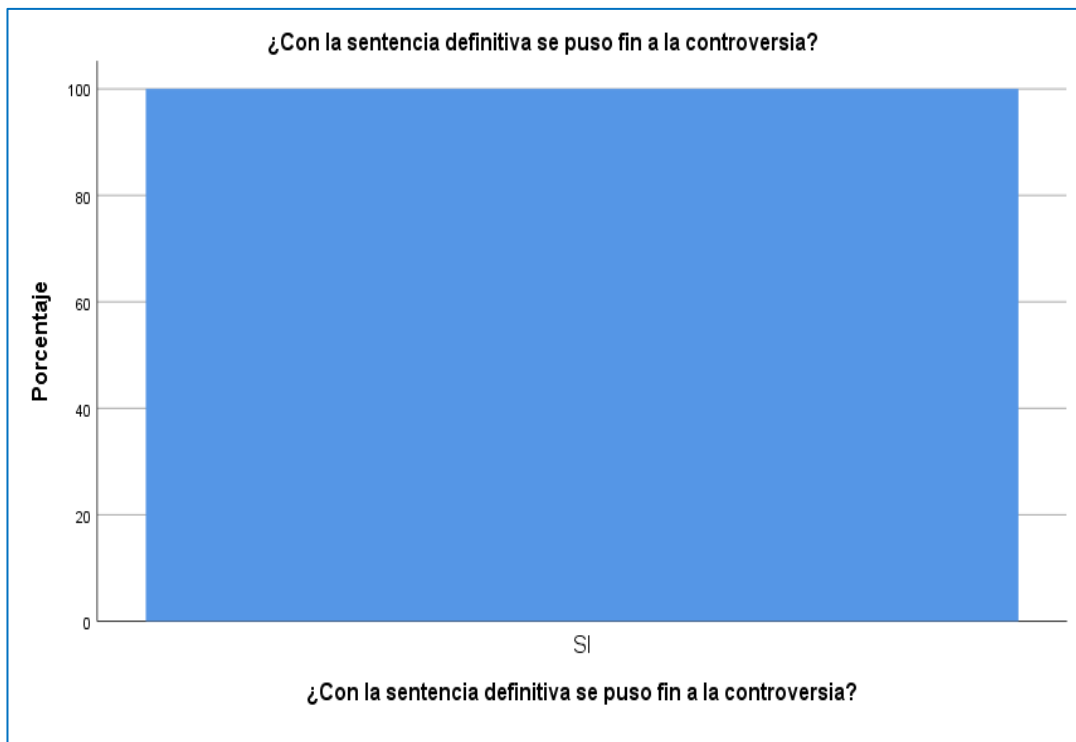 ¿Con la sentencia definitiva se puso fin a la controversia?
Porcentaje
100
80
60
40
20
0
SI
¿Con la sentencia definitiva se puso fin a la controversia?